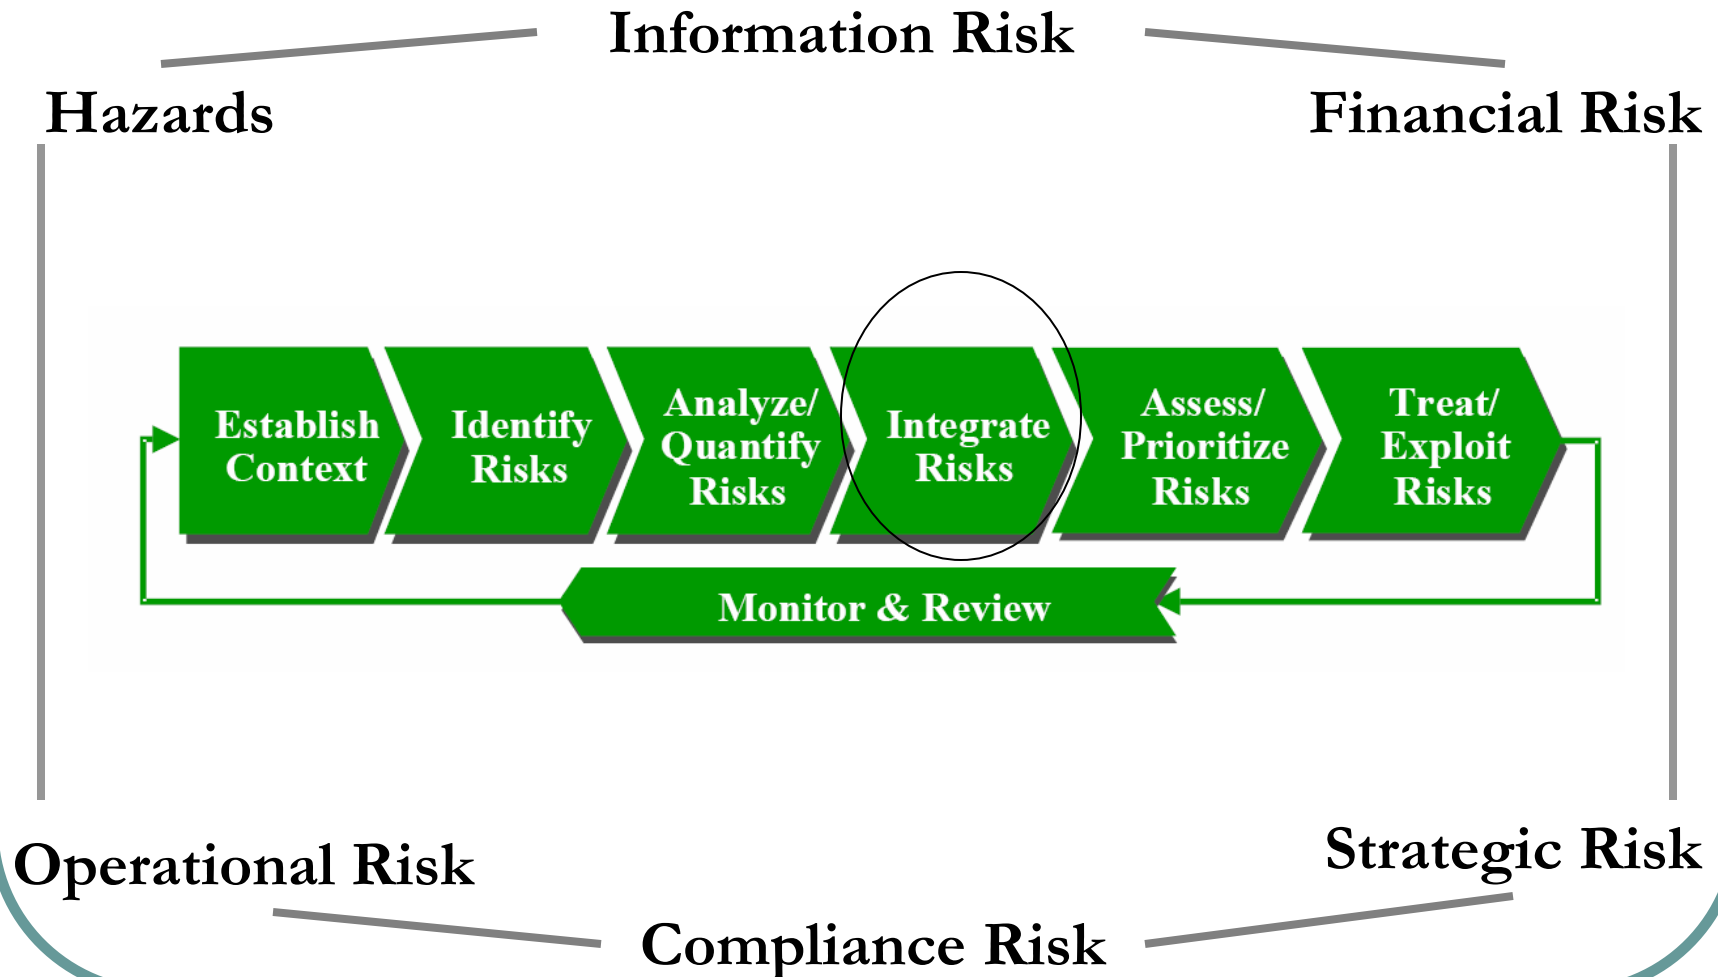 Information Risk
Hazards
Financial Risk
Establish
Context
Identify
Risks
Analyze/
Quantify
Risks
Integrate
Risks
Assess/
Prioritize
Risks
Treat/
Exploit
Risks
Monitor & Review
Operational Risk
Strategic Risk
Compliance Risk